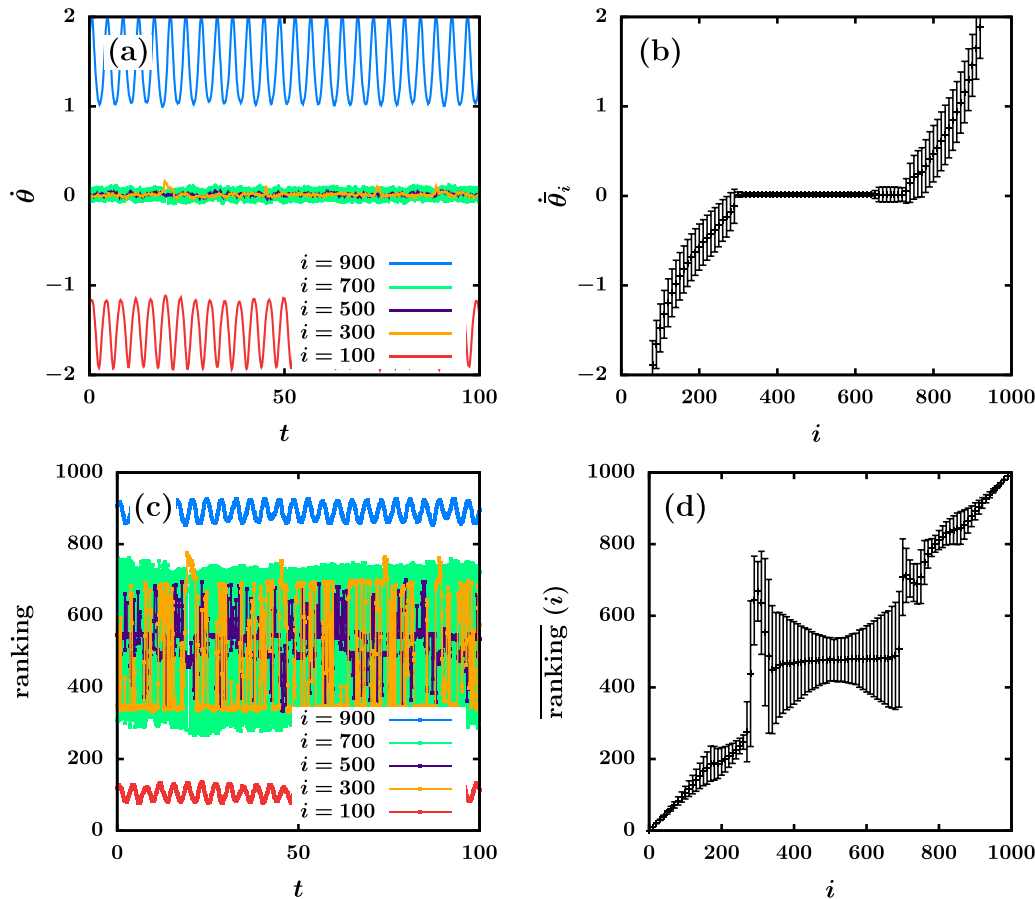 (a)
2
1
0
−1
−2
θ̇
i = 900
i = 700
i = 500
i = 300
i = 100
0 50 100
t
(b)
2
1
0
−1
−2
θ̇̄ᵢ
0 200 400 600 800 1000
i
(c)
1000
800
600
400
200
0
ranking
i = 900
i = 700
i = 500
i = 300
i = 100
0 50 100
t
(d)
1000
800
600
400
200
0
r̅a̅n̅k̅i̅n̅g̅ (i)
0 200 400 600 800 1000
i